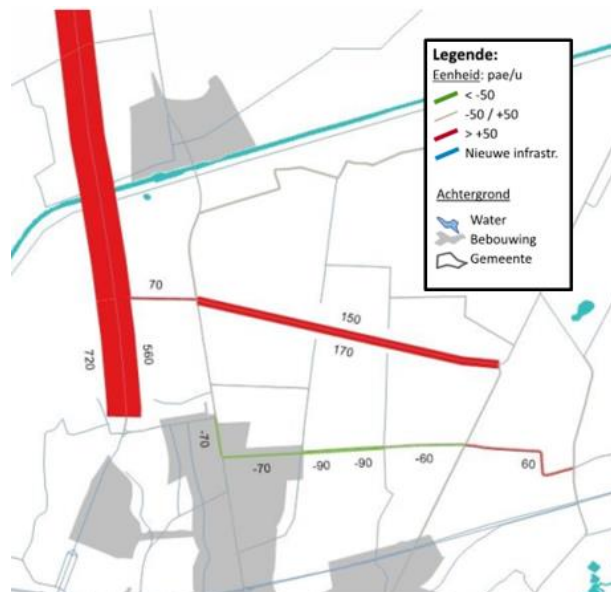 Legende:
Eenheid: pae/u
< -50
-50 / +50
> +50
Nieuwe infrastr.
Achtergrond
Water
Bebouwing
Gemeente
70
150
170
720
560
-70
-70
-90
-90
-60
60